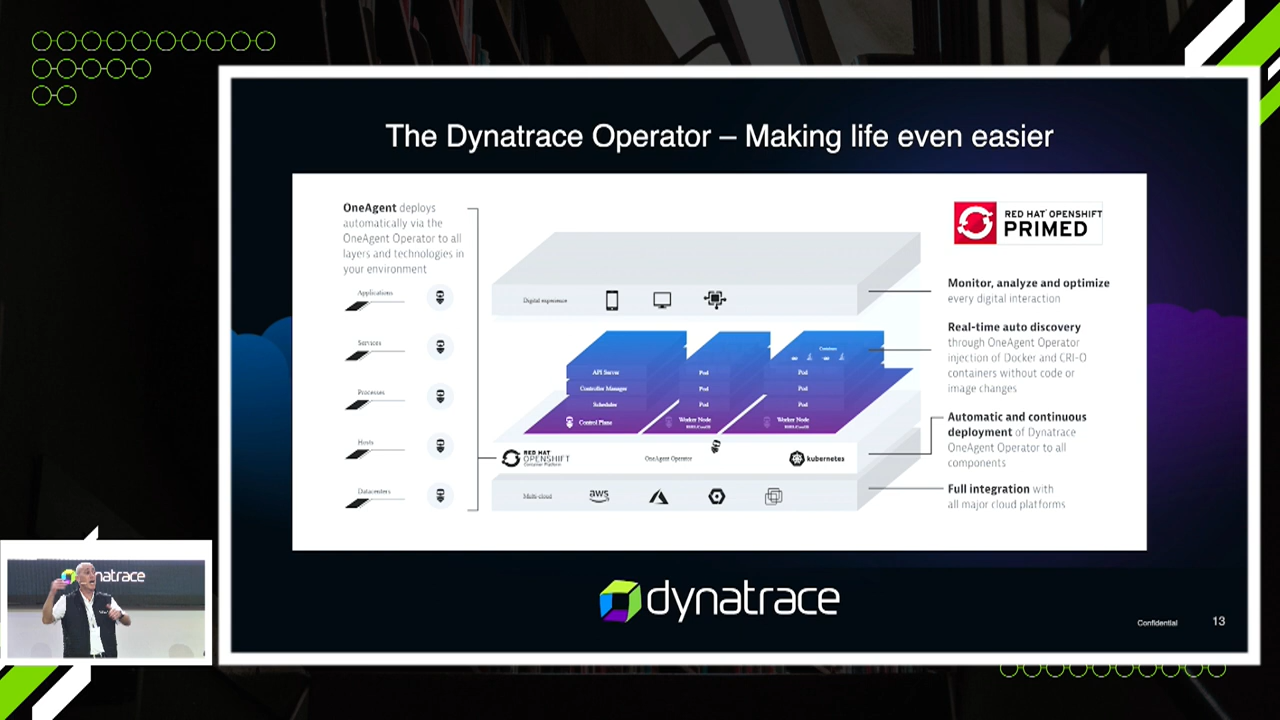 The Dynatrace Operator – Making life even easier
OneAgent deploys
automatically via the
OneAgent Operator to all
layers and technologies in
your environment
Applications
Services
Processes
Hosts
Datacenters
Digital experience
Containers
API Server
Pod
Pod
Controller Manager
Pod
Pod
Scheduler
Pod
Pod
Control Plane
Worker Node
Worker Node
RED HAT
OPENSHIFT
Container Platform
OneAgent Operator
kubernetes
Multi-cloud
aws
RED HAT OPENSHIFT
PRIMED
Monitor, analyze and optimize
every digital interaction
Real-time auto discovery
through OneAgent Operator
injection of Docker and CRI-O
containers without code or
image changes
Automatic and continuous
deployment of Dynatrace
OneAgent Operator to all
components
Full integration with
all major cloud platforms
dynatrace
Confidential
13